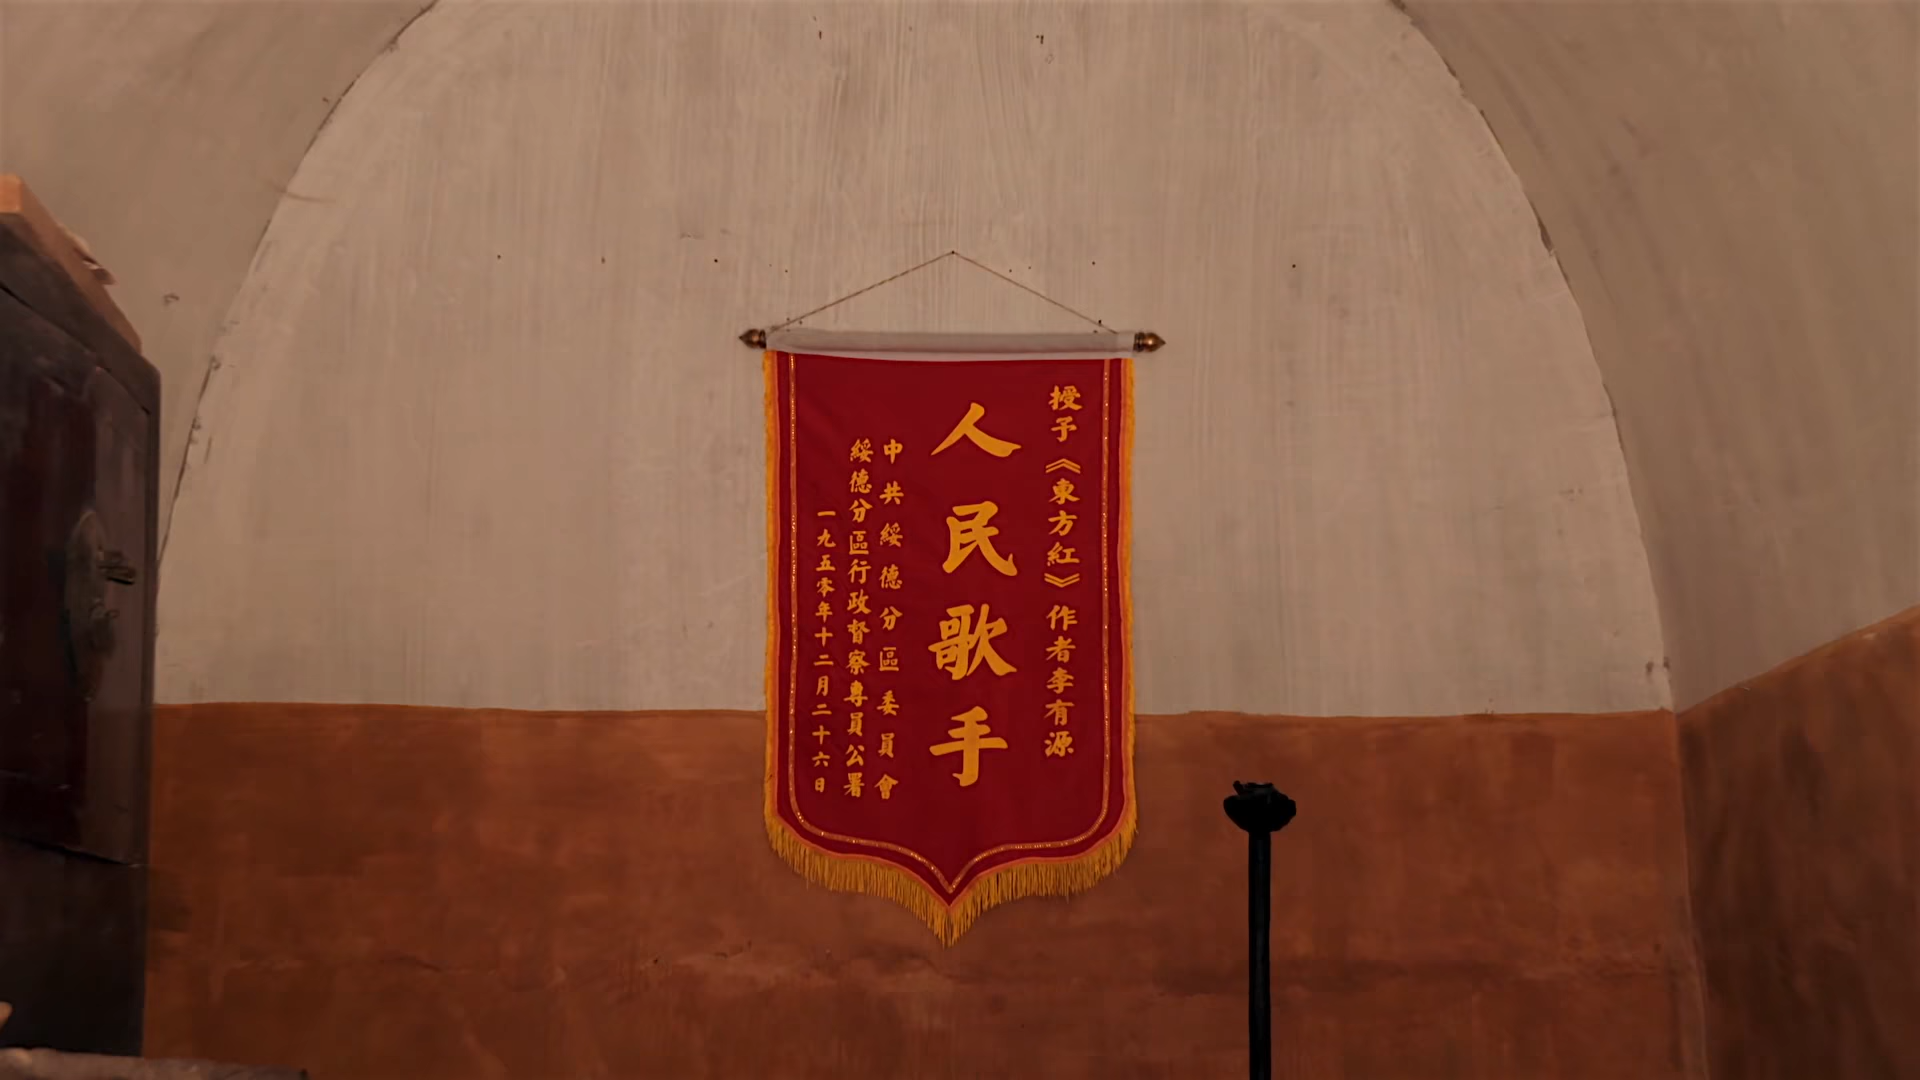 授予《東方紅》作者李有源
人民歌手
中共綏德分區委員會
綏德分區行政督察專員公署
一九五零年十二月二十六日